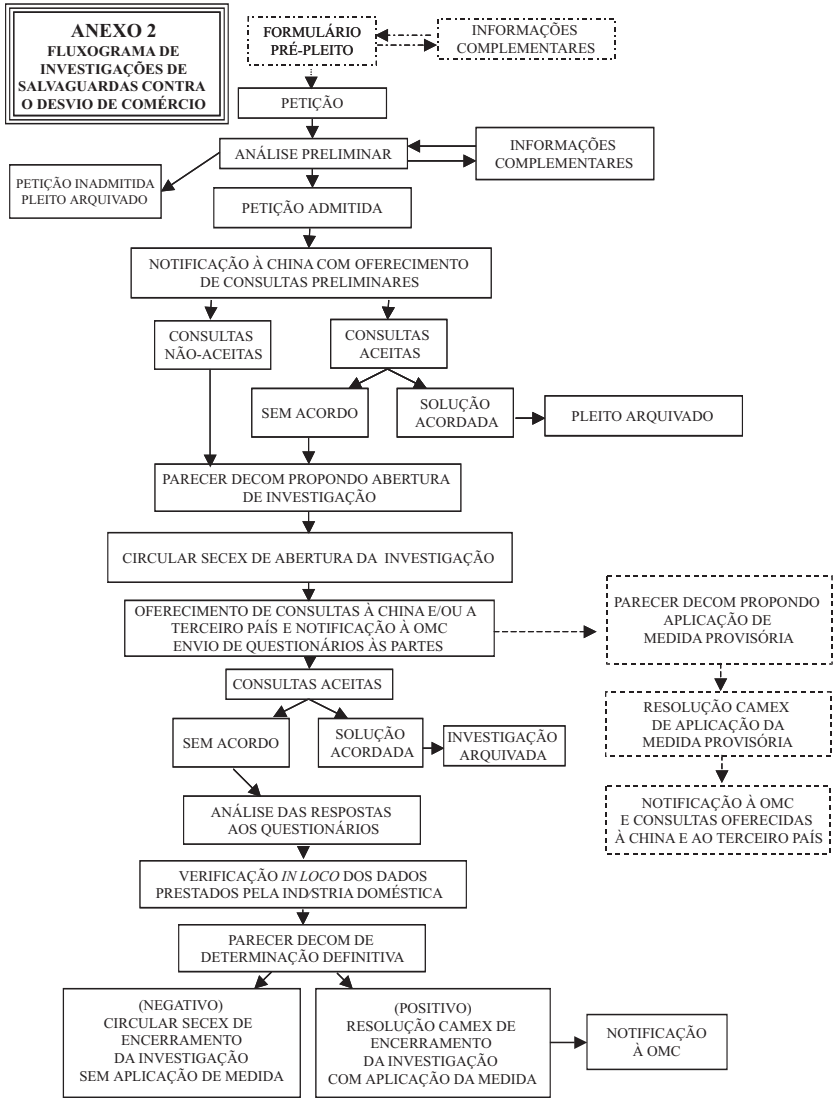 ANEXO 2
FLUXOGRAMA DE
INVESTIGAÇÕES DE
SALVAGUARDAS CONTRA
O DESVIO DE COMÉRCIO
FORMULÁRIO
PRÉ-PLEITO
INFORMAÇÕES
COMPLEMENTARES
PETIÇÃO
ANÁLISE PRELIMINAR
INFORMAÇÕES
COMPLEMENTARES
PETIÇÃO INADMITIDA
PLEITO ARQUIVADO
PETIÇÃO ADMITIDA
NOTIFICAÇÃO À CHINA COM OFERECIMENTO
DE CONSULTAS PRELIMINARES
CONSULTAS
NÃO-ACEITAS
CONSULTAS
ACEITAS
SEM ACORDO
SOLUÇÃO
ACORDADA
PLEITO ARQUIVADO
PARECER DECOM PROPONDO ABERTURA
DE INVESTIGAÇÃO
CIRCULAR SECEX DE ABERTURA DA INVESTIGAÇÃO
OFERECIMENTO DE CONSULTAS À CHINA E/OU A
TERCEIRO PAÍS E NOTIFICAÇÃO À OMC
ENVIO DE QUESTIONÁRIOS ÀS PARTES
PARECER DECOM PROPONDO
APLICAÇÃO DE
MEDIDA PROVISÓRIA
CONSULTAS ACEITAS
SEM ACORDO
SOLUÇÃO
ACORDADA
INVESTIGAÇÃO
ARQUIVADA
RESOLUÇÃO CAMEX
DE APLICAÇÃO DA
MEDIDA PROVISÓRIA
NOTIFICAÇÃO À OMC
E CONSULTAS OFERECIDAS
À CHINA E AO TERCEIRO PAÍS
ANÁLISE DAS RESPOSTAS
AOS QUESTIONÁRIOS
VERIFICAÇÃO IN LOCO DOS DADOS
PRESTADOS PELA IND/STRIA DOMÉSTICA
PARECER DECOM DE
DETERMINAÇÃO DEFINITIVA
(NEGATIVO)
CIRCULAR SECEX DE
ENCERRAMENTO
DA INVESTIGAÇÃO
SEM APLICAÇÃO DE MEDIDA
(POSITIVO)
RESOLUÇÃO CAMEX DE
ENCERRAMENTO
DA INVESTIGAÇÃO
COM APLICAÇÃO DA MEDIDA
NOTIFICAÇÃO
À OMC